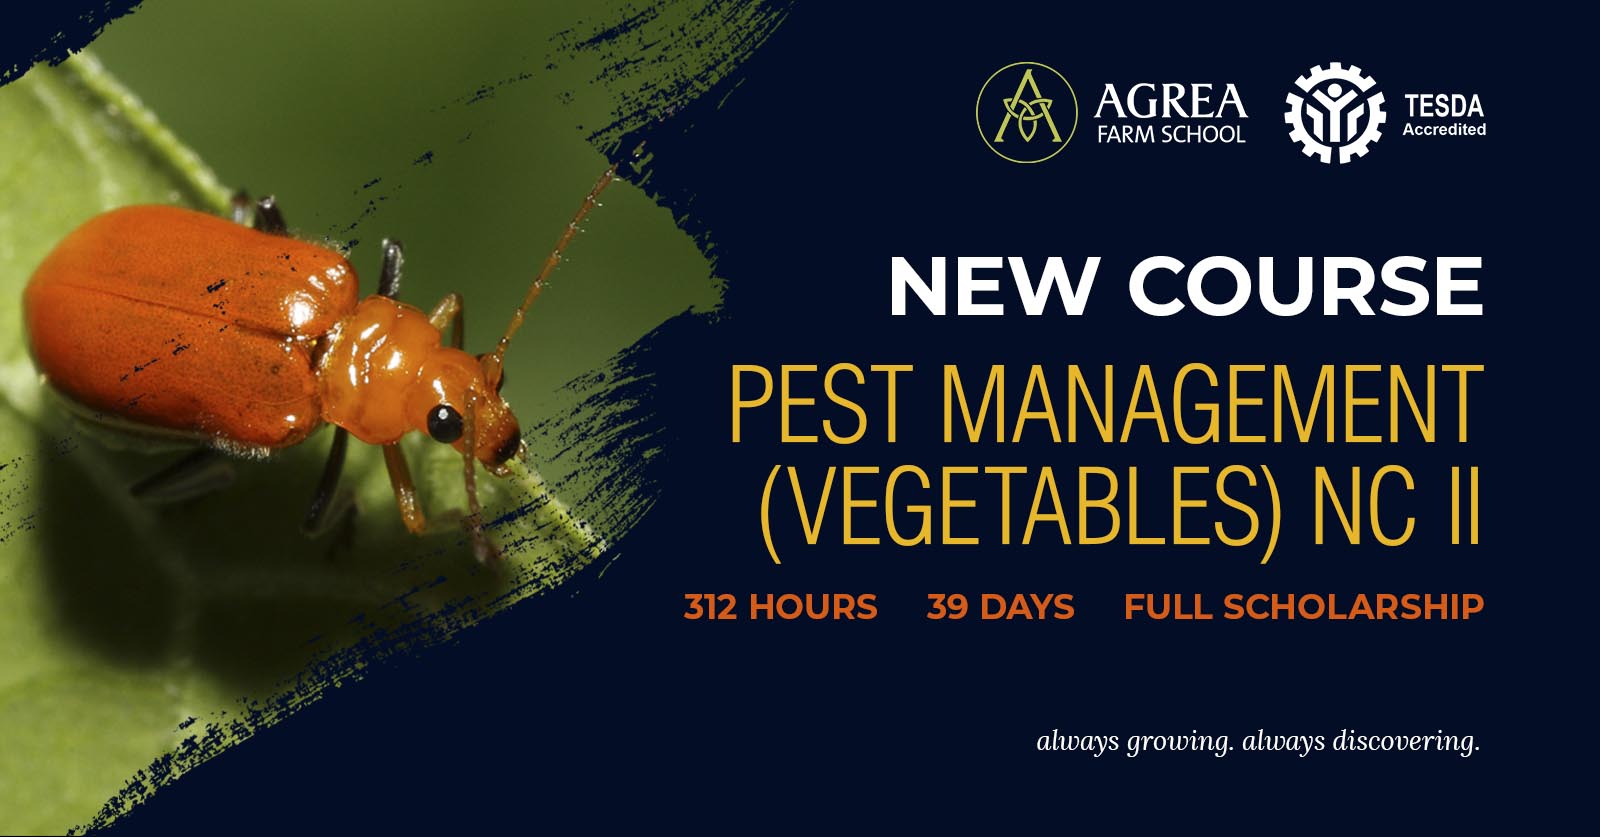 AGREA
FARM SCHOOL
TESDA
Accredited
NEW COURSE
PEST MANAGEMENT
(VEGETABLES) NC II
312 HOURS 39 DAYS FULL SCHOLARSHIP
always growing. always discovering.